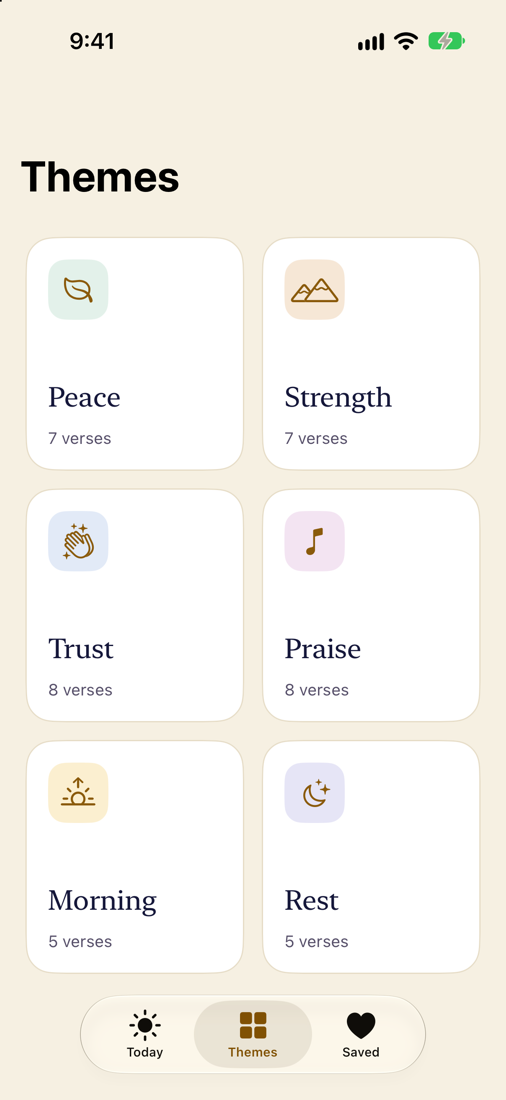 9:41
Themes
Peace
7 verses
Strength
7 verses
Trust
8 verses
Praise
8 verses
Morning
5 verses
Rest
5 verses
Today
Themes
Saved